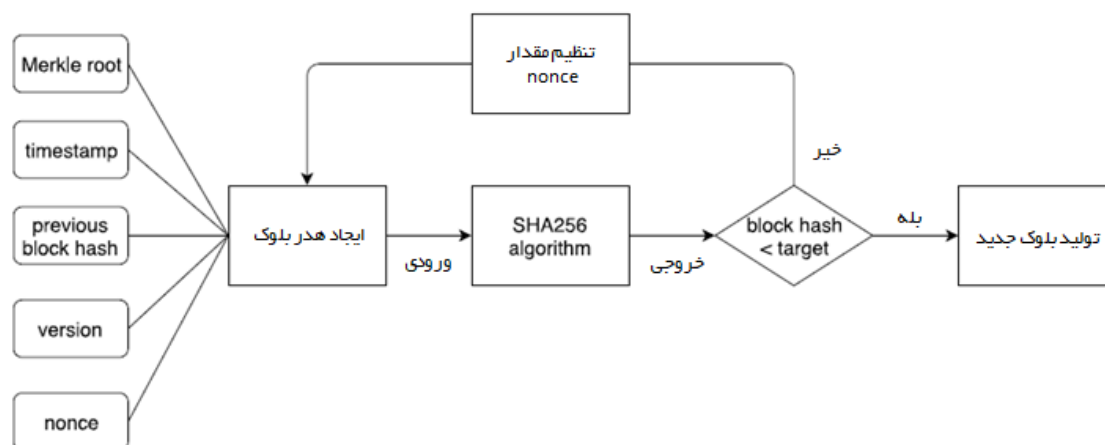 Merkle root
timestamp
previous
block hash
version
nonce
ایجاد هدر بلوک
ورودی
SHA256
algorithm
خروجی
block hash
< target
خیر
تنظیم مقدار
nonce
بله
تولید بلوک جدید